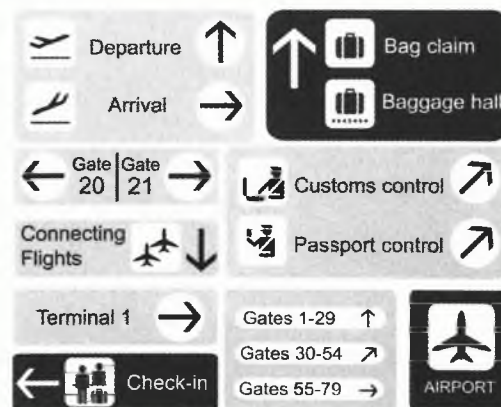 Departure
Arrival
Bag claim
Baggage hall
Gate 20
Gate 21
Customs control
Passport control
Connecting
Flights
Terminal 1
Check-in
Gates 1-29
Gates 30-54
Gates 55-79
AIRPORT